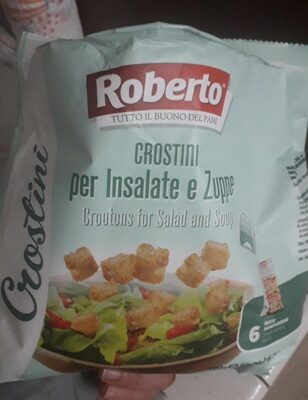 Roberto
TUTTO IL BUONO DEL PANE
CROSTINI
per Insalate e Zuppe
Croutons for Salad and Soup
Crostini
6